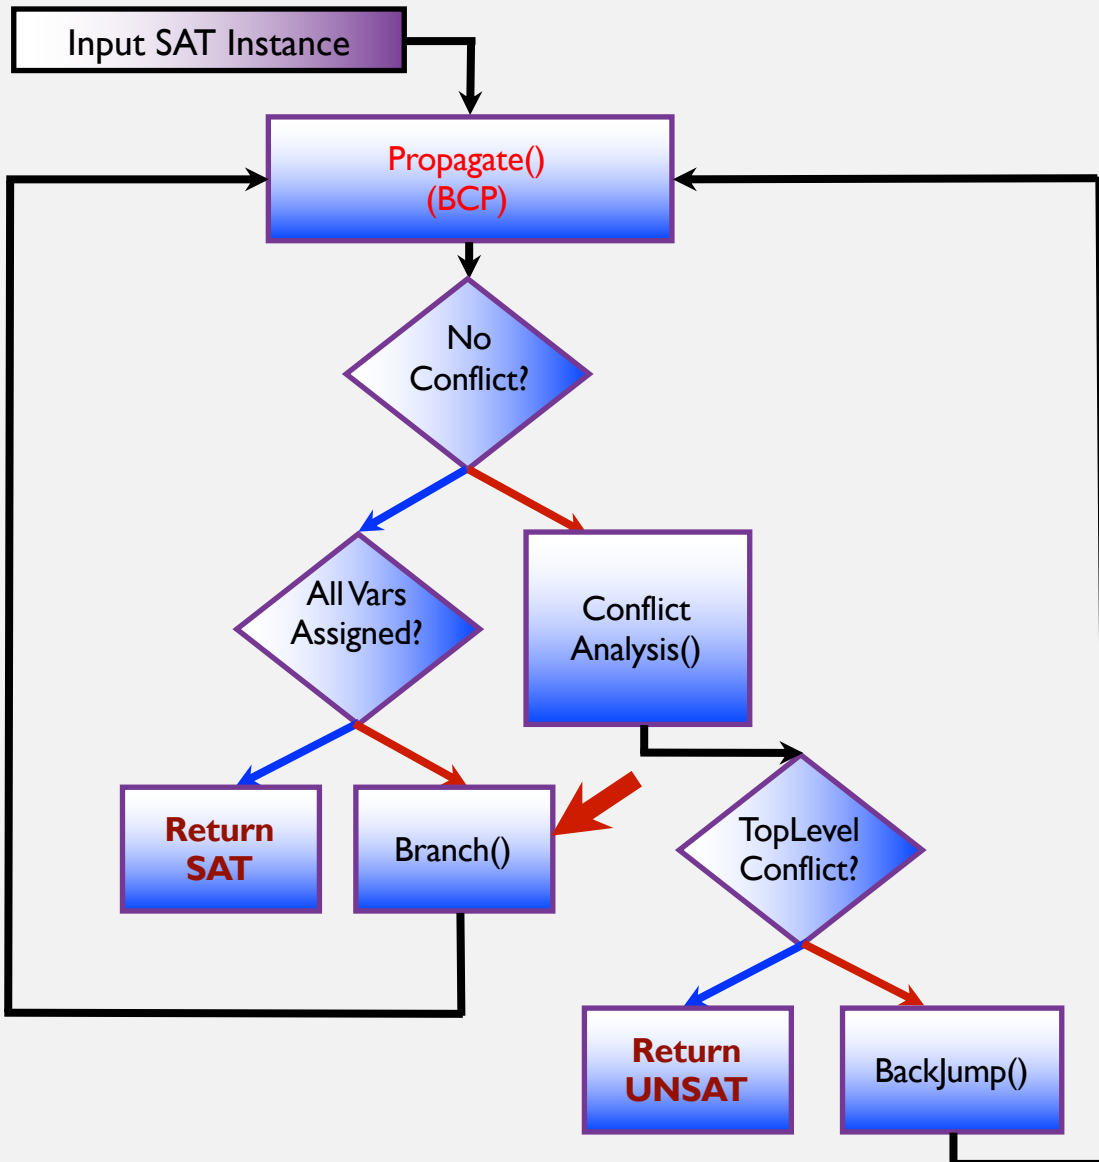 Input SAT Instance
Propagate()
(BCP)
No
Conflict?
All Vars
Assigned?
Conflict
Analysis()
Return
SAT
Branch()
TopLevel
Conflict?
Return
UNSAT
BackJump()